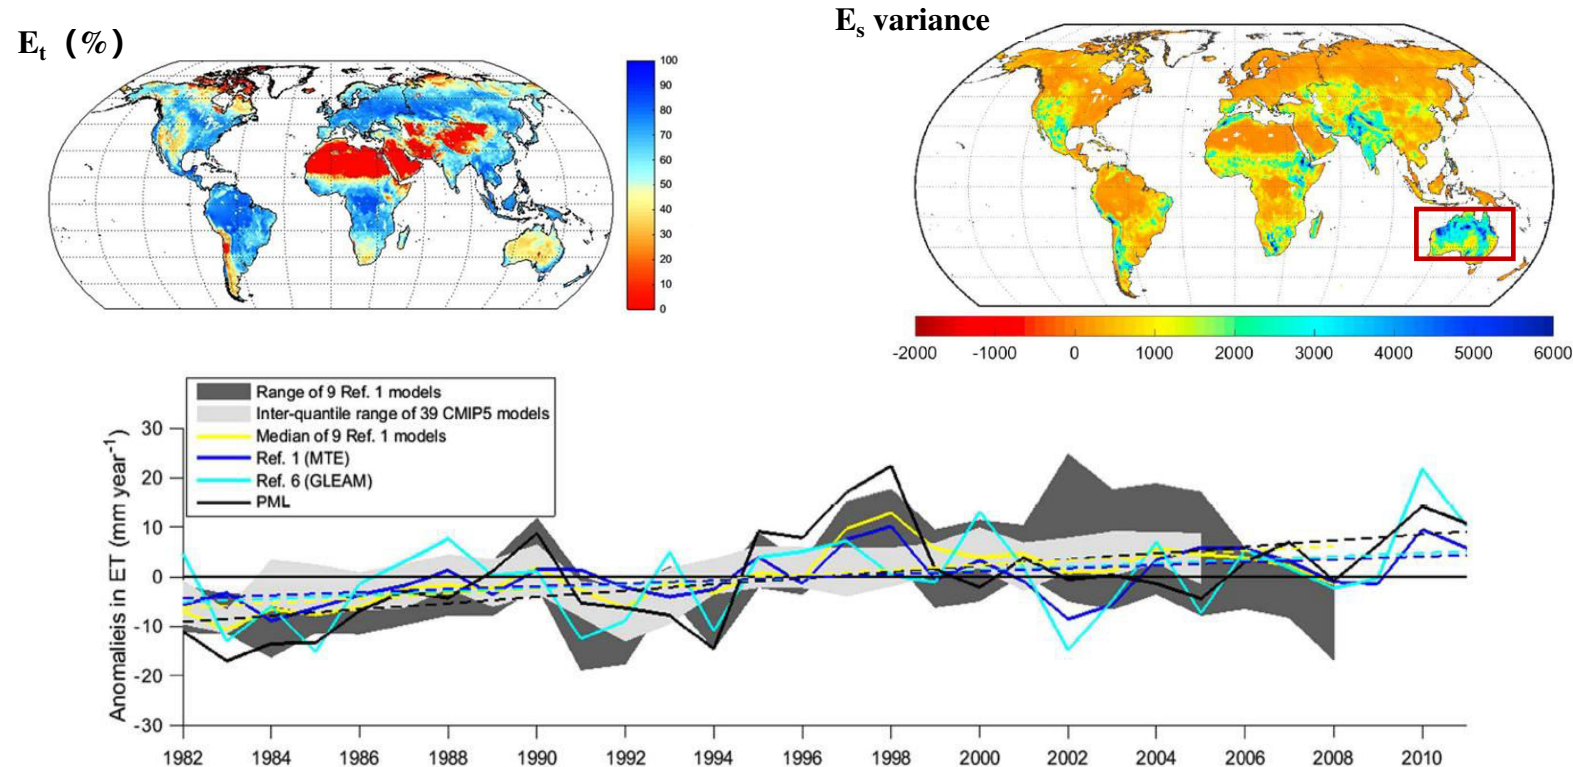 E_t (%)
100
90
80
70
60
50
40
30
20
10
0
E_s variance
-2000 -1000 0 1000 2000 3000 4000 5000 6000
Range of 9 Ref. 1 models
Inter-quantile range of 39 CMIP5 models
Median of 9 Ref. 1 models
Ref. 1 (MTE)
Ref. 6 (GLEAM)
PML
Anomalieis in ET (mm year⁻¹)
30
20
10
0
-10
-20
-30
1982 1984 1986 1988 1990 1992 1994 1996 1998 2000 2002 2004 2006 2008 2010